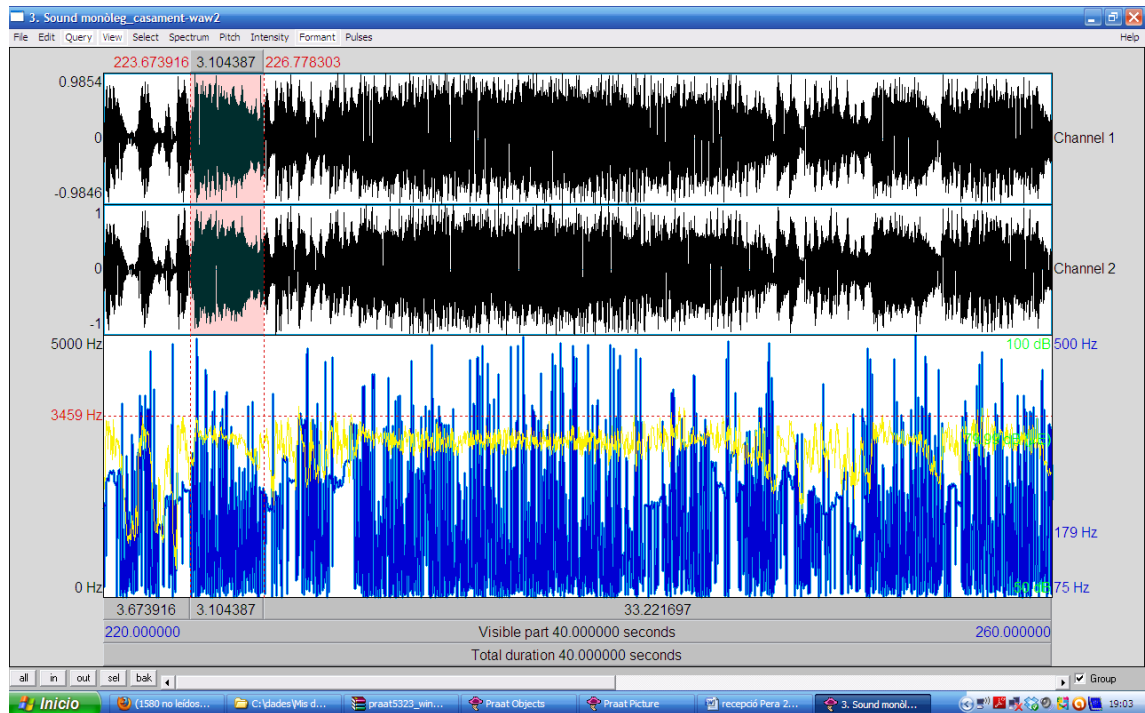 3. Sound monòleg_casament-waw2
File Edit Query View Select Spectrum Pitch Intensity Formant Pulses Help
223.673916 3.104387 226.778303
0.9854
0
-0.9846
Channel 1
1
0
-1
Channel 2
5000 Hz
100 dB 500 Hz
3459 Hz
179 Hz
0 Hz
50 dB 75 Hz
3.673916 3.104387 33.221697
220.000000 Visible part 40.000000 seconds 260.000000
Total duration 40.000000 seconds
all in out sel bak Group
Inicio (1580 no leídos... C:\dades\Mis d... praat5323_win... Praat Objects Praat Picture recepció Pera 2... 3. Sound monòl... 19:03